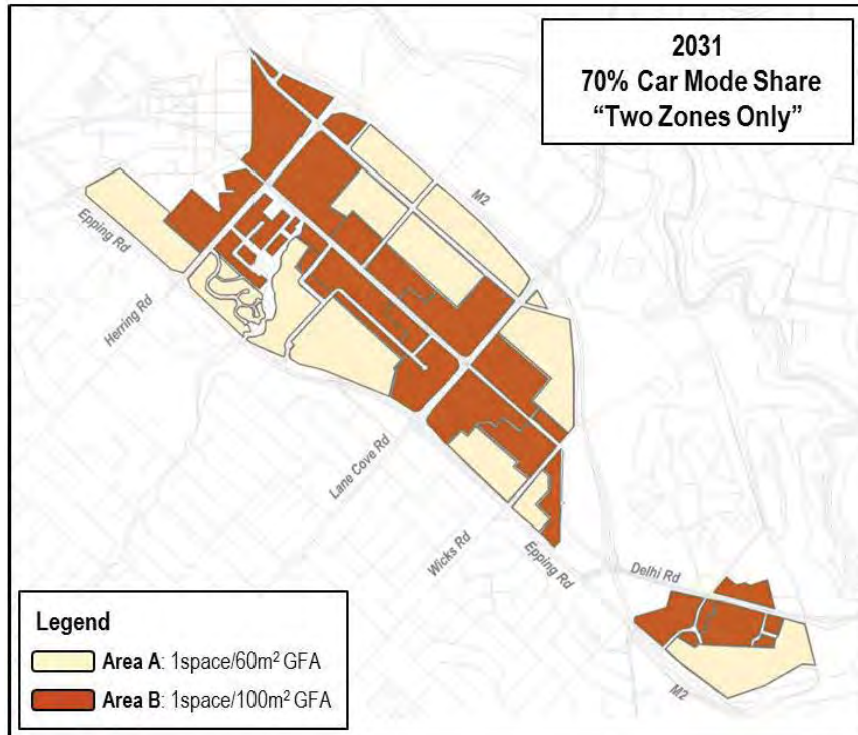 2031
70% Car Mode Share
“Two Zones Only”
M2
Epping Rd
Herring Rd
Lane Cove Rd
Wicks Rd
Epping Rd
Delhi Rd
M2
Legend
Area A: 1space/60m² GFA
Area B: 1space/100m² GFA